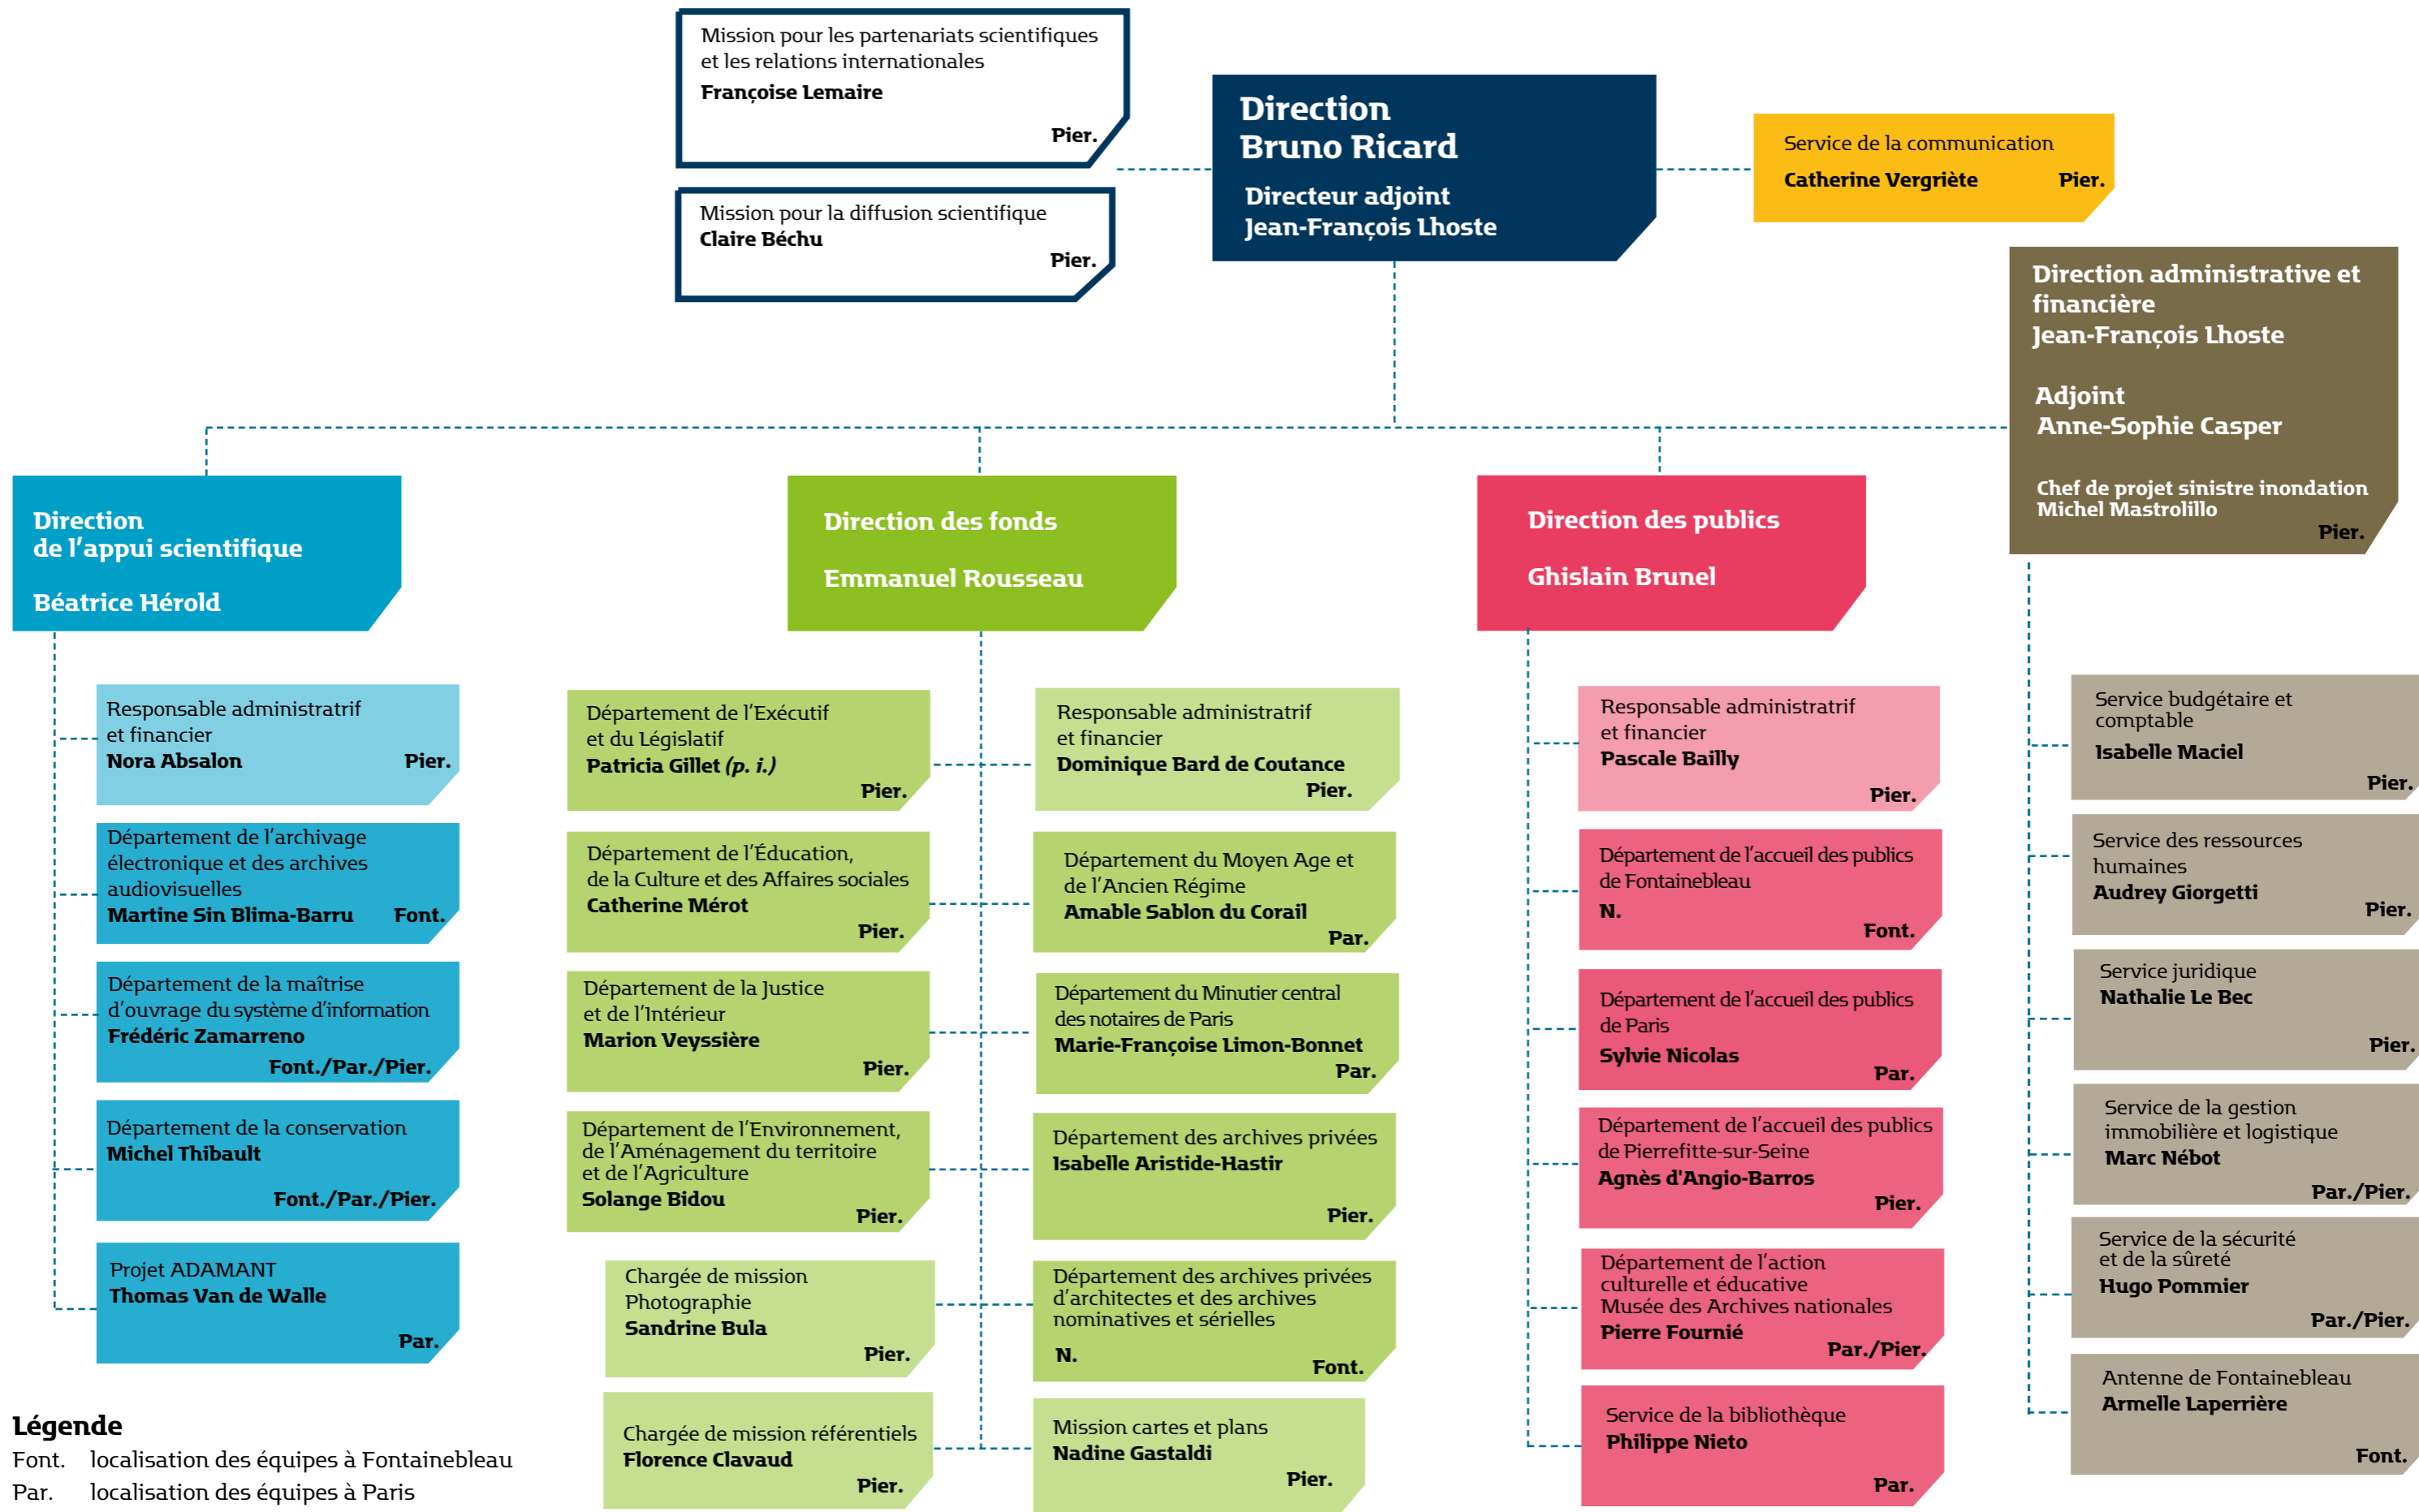 Mission pour les partenariats scientifiques
et les relations internationales
Françoise Lemaire
Pier.
Mission pour la diffusion scientifique
Claire Béchu
Pier.
Direction
Bruno Ricard
Directeur adjoint
Jean-François Lhoste
Service de la communication
Catherine Vergriète Pier.
Direction administrative et
financière
Jean-François Lhoste
Adjoint
Anne-Sophie Casper
Chef de projet sinistre inondation
Michel Mastrolillo
Pier.
Direction
de l'appui scientifique
Béatrice Hérold
Responsable administratrif
et financier
Nora Absalon Pier.
Département de l'archivage
électronique et des archives
audiovisuelles
Martine Sin Blima-Barru Font.
Département de la maîtrise
d'ouvrage du système d'information
Frédéric Zamarreno
Font./Par./Pier.
Département de la conservation
Michel Thibault
Font./Par./Pier.
Projet ADAMANT
Thomas Van de Walle
Par.
Direction des fonds
Emmanuel Rousseau
Département de l'Exécutif
et du Législatif
Patricia Gillet (p. i.)
Pier.
Département de l'Éducation,
de la Culture et des Affaires sociales
Catherine Mérot
Pier.
Département de la Justice
et de l'Intérieur
Marion Veyssière
Pier.
Département de l'Environnement,
de l'Aménagement du territoire
et de l'Agriculture
Solange Bidou
Pier.
Chargée de mission
Photographie
Sandrine Bula
Pier.
Chargée de mission référentiels
Florence Clavaud
Pier.
Responsable administratrif
et financier
Dominique Bard de Coutance
Pier.
Département du Moyen Age et
de l'Ancien Régime
Amable Sablon du Corail
Par.
Département du Minutier central
des notaires de Paris
Marie-Françoise Limon-Bonnet
Par.
Département des archives privées
Isabelle Aristide-Hastir
Pier.
Département des archives privées
d'architectes et des archives
nominatives et sérielles
N.
Font.
Mission cartes et plans
Nadine Gastaldi
Pier.
Direction des publics
Ghislain Brunel
Responsable administratrif
et financier
Pascale Bailly
Pier.
Département de l'accueil des publics
de Fontainebleau
N.
Font.
Département de l'accueil des publics
de Paris
Sylvie Nicolas
Par.
Département de l'accueil des publics
de Pierrefitte-sur-Seine
Agnès d'Angio-Barros
Pier.
Département de l'action
culturelle et éducative
Musée des Archives nationales
Pierre Fournié
Par./Pier.
Service de la bibliothèque
Philippe Nieto
Par.
Service budgétaire et
comptable
Isabelle Maciel
Pier.
Service des ressources
humaines
Audrey Giorgetti
Pier.
Service juridique
Nathalie Le Bec
Pier.
Service de la gestion
immobilière et logistique
Marc Nébot
Par./Pier.
Service de la sécurité
et de la sûreté
Hugo Pommier
Par./Pier.
Antenne de Fontainebleau
Armelle Laperrière
Font.
Légende
Font. localisation des équipes à Fontainebleau
Par. localisation des équipes à Paris